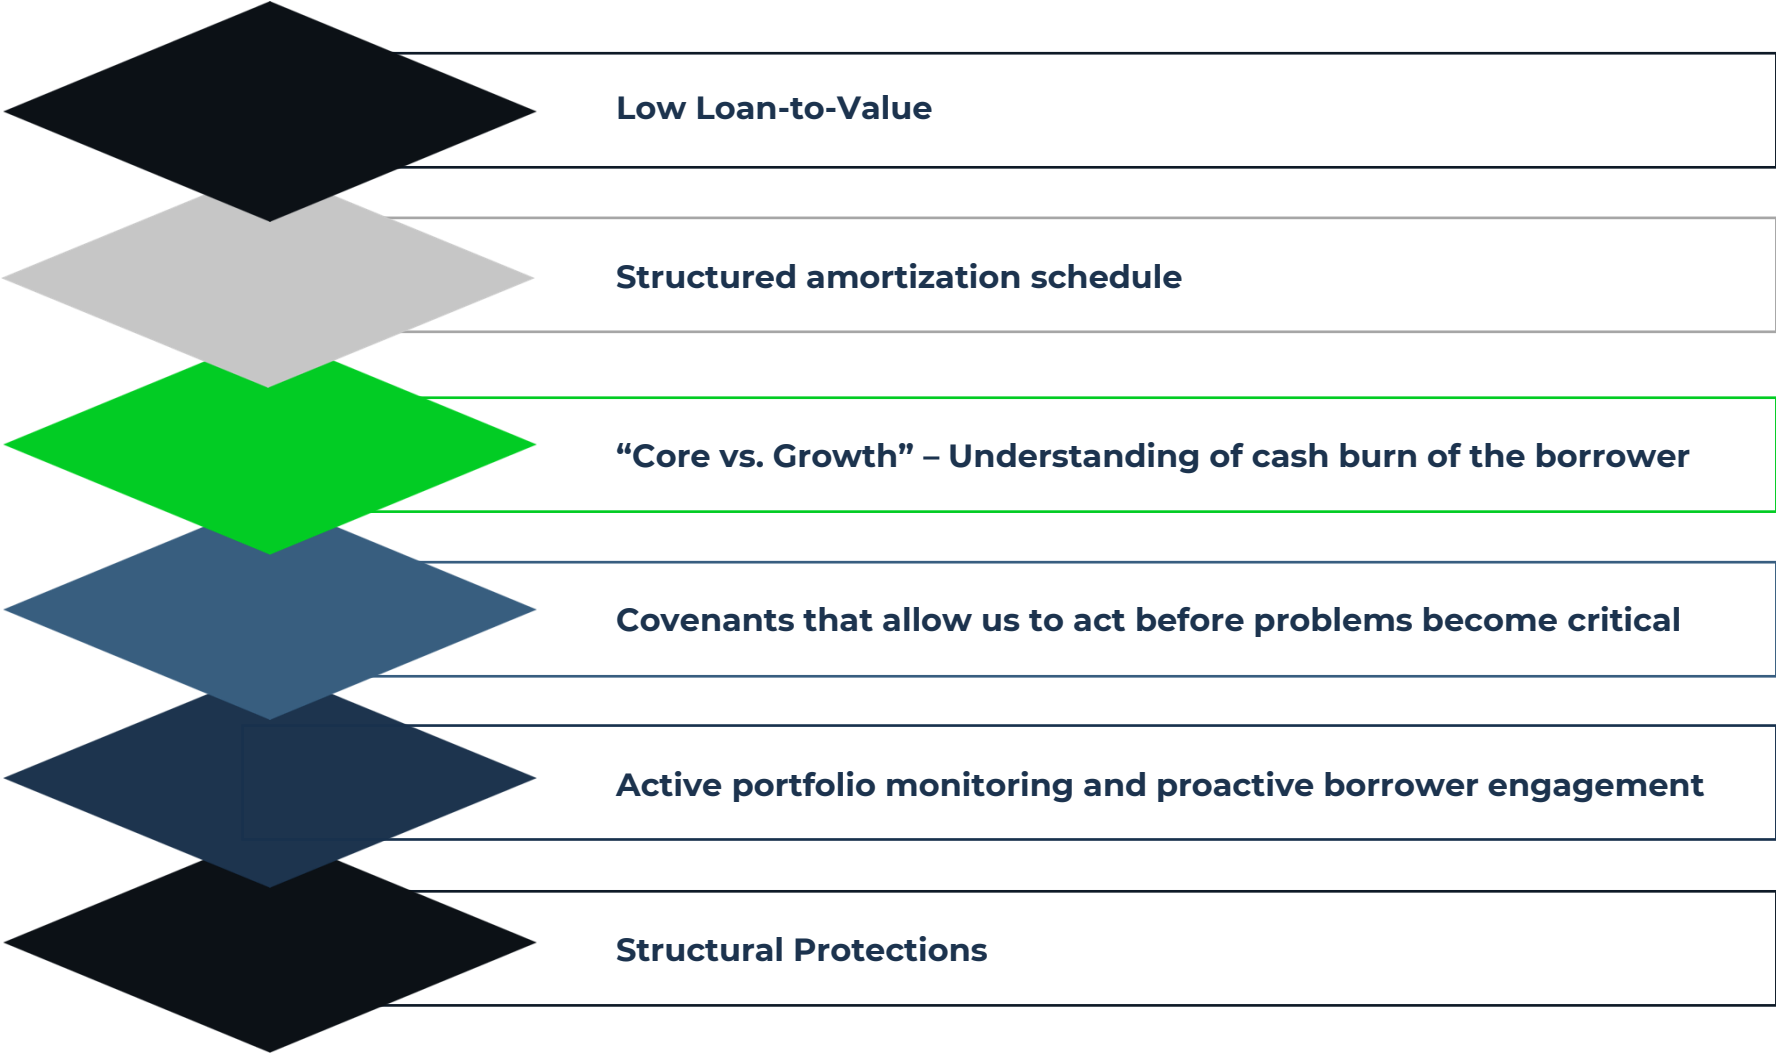 Low Loan-to-Value
Structured amortization schedule
“Core vs. Growth” – Understanding of cash burn of the borrower
Covenants that allow us to act before problems become critical
Active portfolio monitoring and proactive borrower engagement
Structural Protections